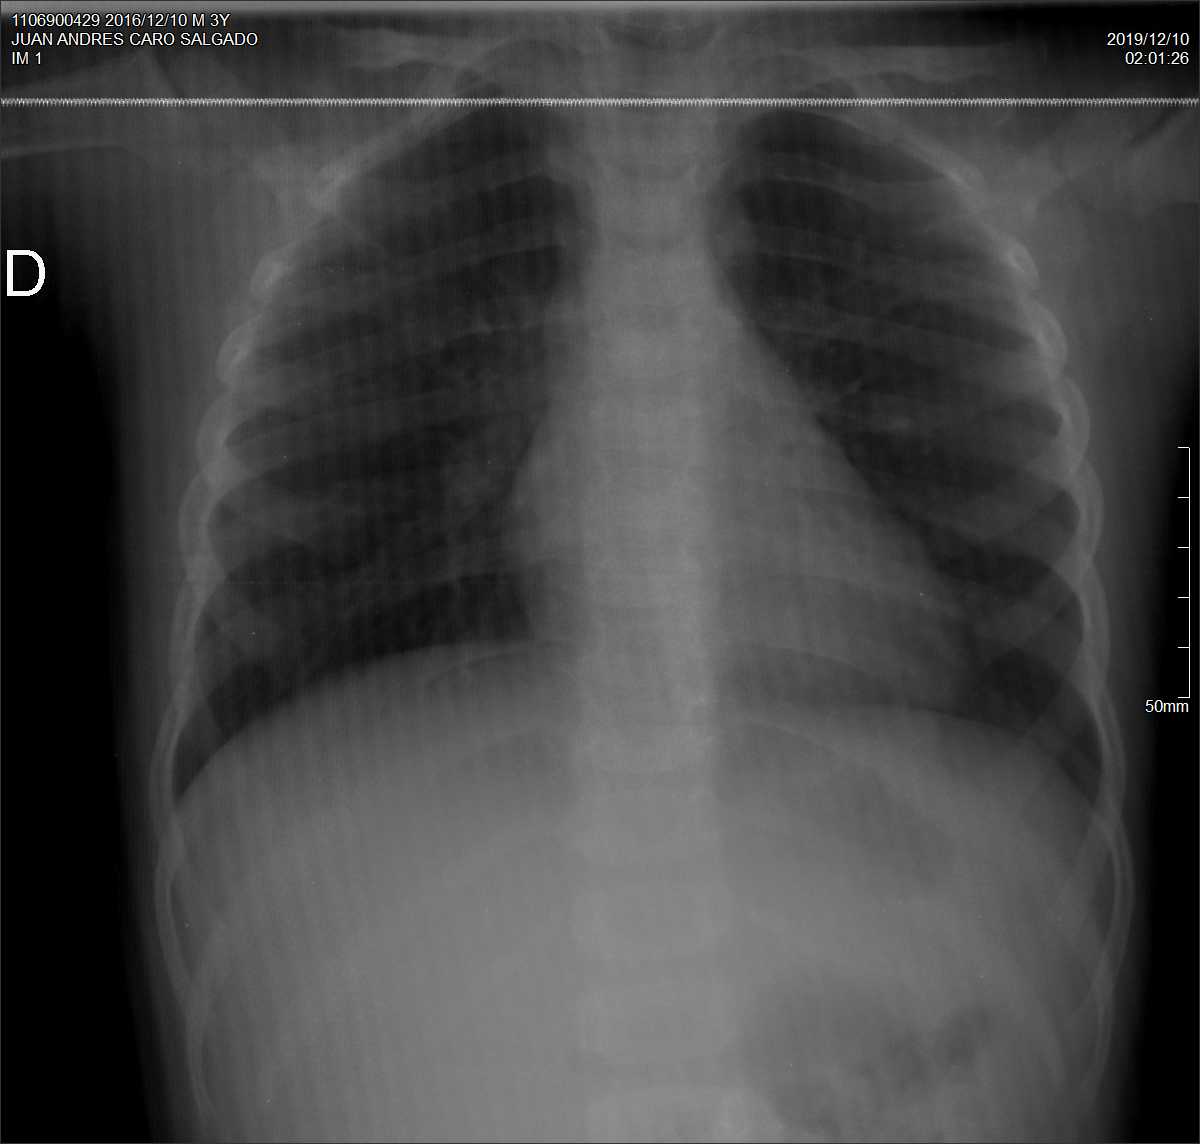 1106900429 2016/12/10 M 3Y
JUAN ANDRES CARO SALGADO
IM 1
2019/12/10
02:01:26
D
50mm